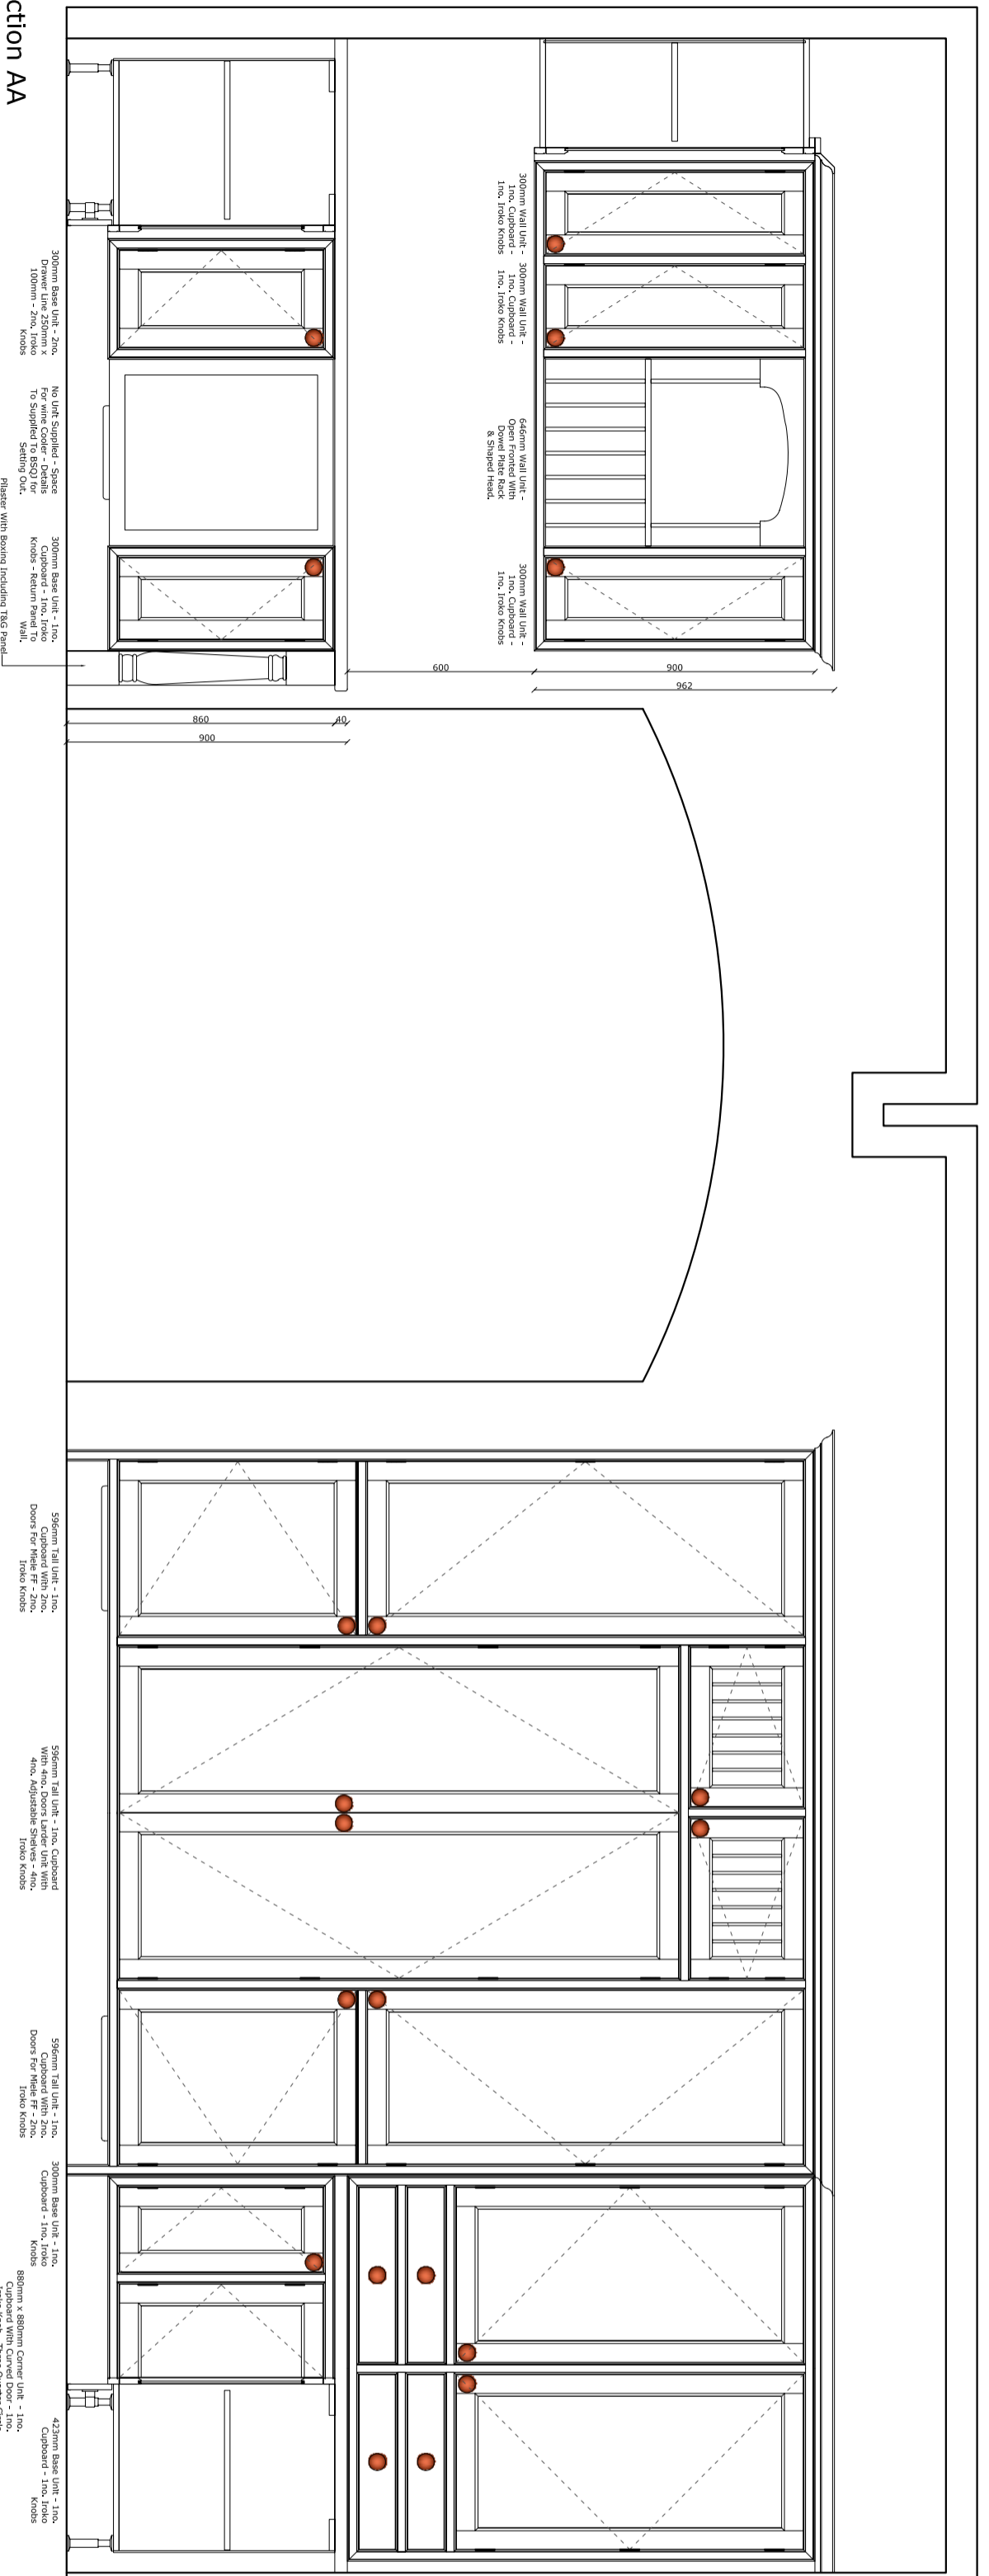 ction AA
300mm Wall Unit -
1no. Cupboard -
1no. Iroko Knobs
300mm Wall Unit -
1no. Cupboard -
1no. Iroko Knobs
646mm Wall Unit -
Open Fronted With
Dowel Plate Rack
& Shaped Head.
300mm Wall Unit -
1no. Cupboard -
1no. Iroko Knobs
600
900
962
860
40
900
300mm Base Unit - 2no.
Drawer Line 250mm x
100mm - 2no. Iroko
Knobs
No Unit Supplied - Space
For wine Cooler - Details
To Supplied To BSQJ for
Setting Out.
300mm Base Unit - 1no.
Cupboard - 1no. Iroko
Knobs - Return Panel To
Wall.
Pilaster With Boxing Including T&G Panel
596mm Tall Unit - 1no.
Cupboard With 2no.
Doors For Miele FF - 2no.
Iroko Knobs
596mm Tall Unit - 1no. Cupboard
With 4no. Doors Larder Unit With
4no. Adjustable Shelves - 4no.
Iroko Knobs
596mm Tall Unit - 1no.
Cupboard With 2no.
Doors For Miele FF - 2no.
Iroko Knobs
300mm Base Unit - 1no.
Cupboard - 1no. Iroko
Knobs
880mm x 880mm Corner Unit - 1no.
Cupboard With Curved Door - 1no.
423mm Base Unit - 1no.
Cupboard - 1no. Iroko
Knobs